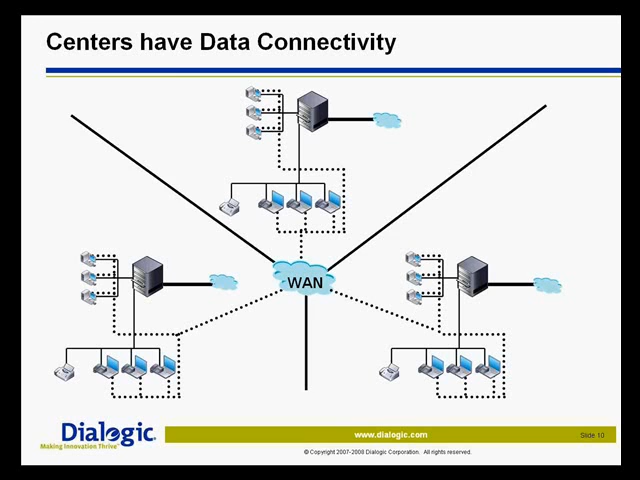 Centers have Data Connectivity
WAN
Dialogic.
Making Innovation Thrive™
www.dialogic.com
Slide 10
© Copyright 2007-2008 Dialogic Corporation. All rights reserved.